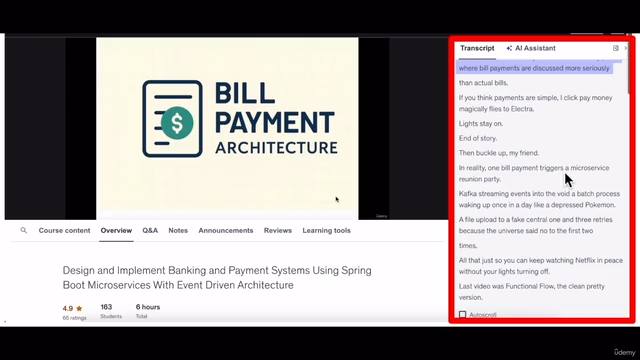 BILL
PAYMENT
ARCHITECTURE
$
Udemy
Course content
Overview
Q&A
Notes
Announcements
Reviews
Learning tools
Design and Implement Banking and Payment Systems Using Spring
Boot Microservices With Event Driven Architecture
4.9 163 6 hours
65 ratings Students Total
Transcript AI Assistant
where bill payments are discussed more seriously
than actual bills.
If you think payments are simple, I click pay money
magically flies to Electra.
Lights stay on.
End of story.
Then buckle up, my friend.
In reality, one bill payment triggers a microservice
reunion party.
Kafka streaming events into the void a batch process
waking up once in a day like a depressed Pokemon.
A file upload to a fake central one and three retries
because the universe said no to the first two
times.
All that just so you can keep watching Netflix in peace
without your lights turning off.
Last video was Functional Flow, the clean pretty
version.
Autoscroll
ûdemy